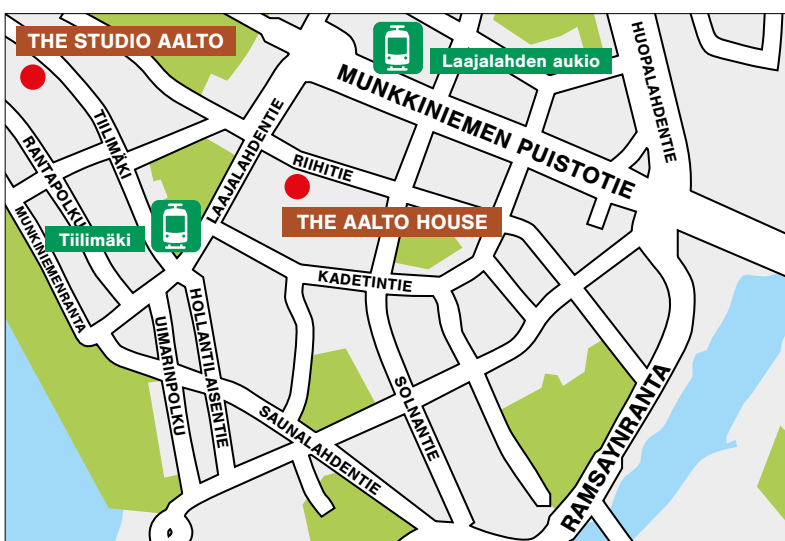 THE STUDIO AALTO
Laajalahden aukio
HUOPALAHDENTIE
MUNKKINIEMEN PUISTOTIE
TIILIMÄKI
LAAJALAHDENTIE
RANTAPOLKU
RIIHITIE
MUNKINIEMENRANTA
THE AALTO HOUSE
Tiilimäki
KADETINTIE
HOLLANTILAISENTIE
UIMARINPOLKU
SOLNANTIE
SAUNALAHDENTIE
RAMSAYNRANTA